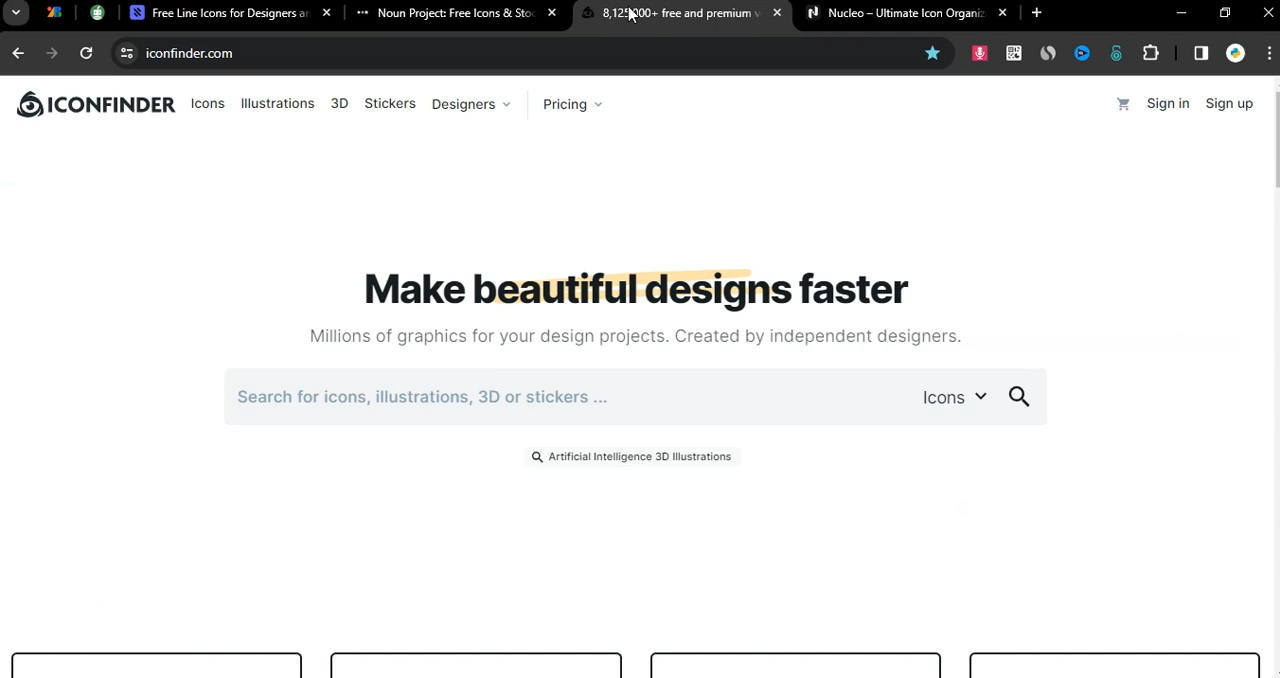 Free Line Icons for Designers a
Noun Project: Free Icons & Sto
8,125,000+ free and premium v
Nucleo – Ultimate Icon Organiz
iconfinder.com
ICONFINDER Icons Illustrations 3D Stickers Designers Pricing Sign in Sign up
Make beautiful designs faster
Millions of graphics for your design projects. Created by independent designers.
Search for icons, illustrations, 3D or stickers ... Icons
Artificial Intelligence 3D Illustrations